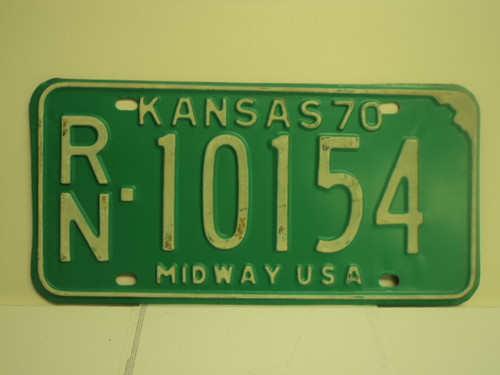 KANSAS 70
RN-10154
MIDWAY USA